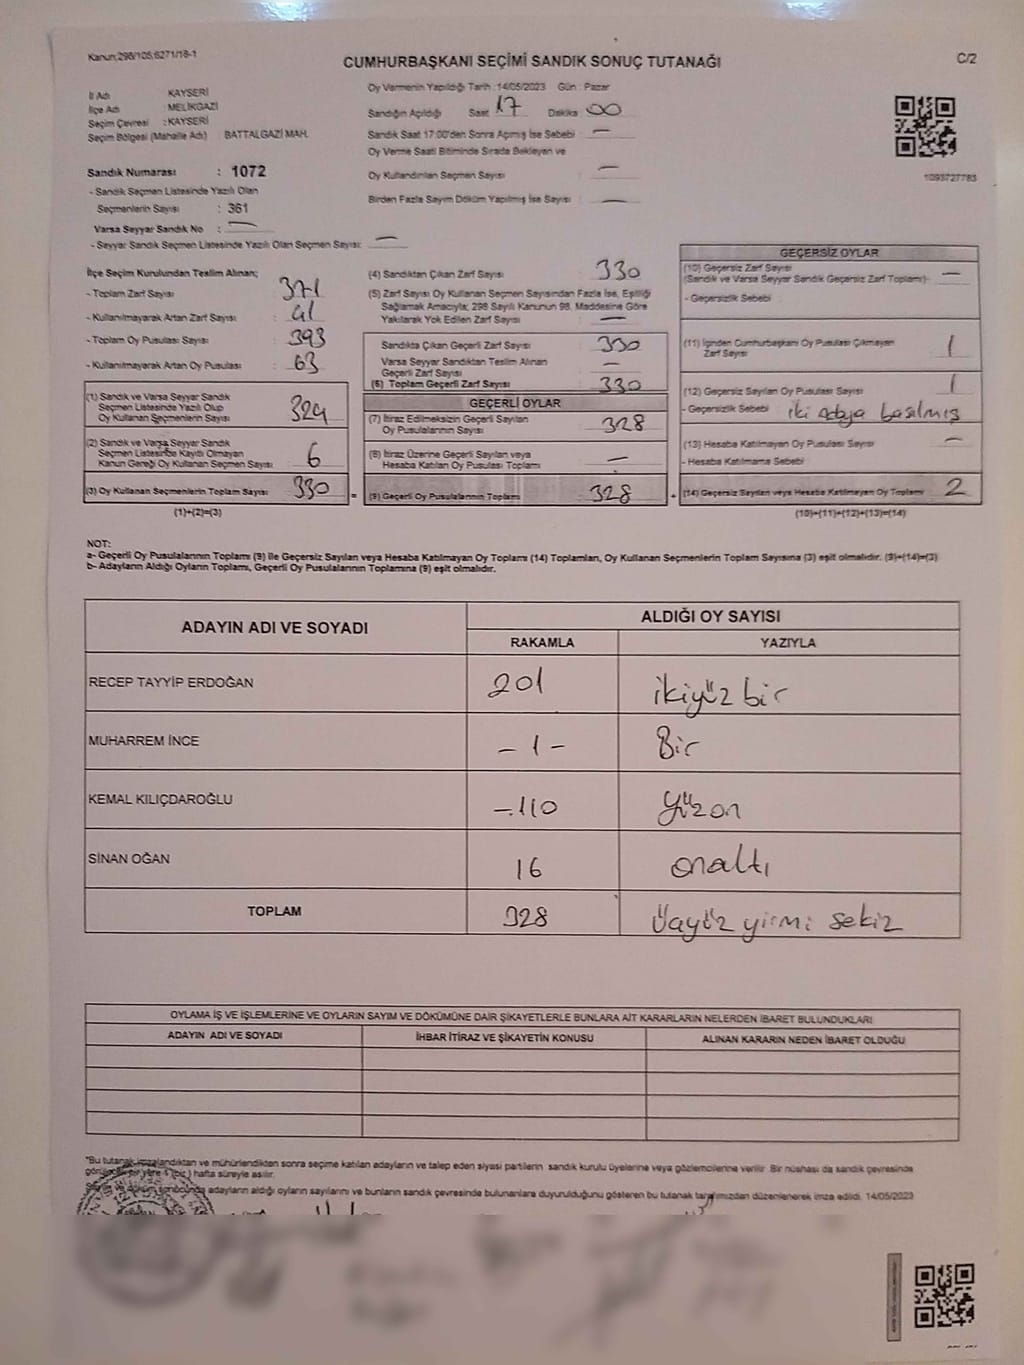 Kanun;298/105,6271/18-1
CUMHURBAŞKANI SEÇİMİ SANDIK SONUÇ TUTANAĞI
C/2
İl Adı KAYSERİ
İlçe Adı : MELİKGAZİ
Seçim Çevresi : KAYSERİ
Seçim Bölgesi (Mahalle Adı) : BATTALGAZİ MAH.
Sandık Numarası : 1072
- Sandık Seçmen Listesinde Yazılı Olan
Seçmenlerin Sayısı : 361
Varsa Seyyar Sandık No : —
- Seyyar Sandık Seçmen Listesinde Yazılı Olan Seçmen Sayısı: —
Oy Vermenin Yapıldığı Tarih : 14/05/2023 Gün : Pazar
Sandığın Açıldığı Saat 17 Dakika 00
Sandık Saat 17:00'den Sonra Açılmış İse Sebebi : —
Oy Verme Saati Bitiminde Sırada Bekleyen ve
Oy Kullandırılan Seçmen Sayısı : —
Birden Fazla Sayım Döküm Yapılmış İse Sayısı : —
1093727783
İlçe Seçim Kurulundan Teslim Alınan;
- Toplam Zarf Sayısı : 371
- Kullanılmayarak Artan Zarf Sayısı : 41
- Toplam Oy Pusulası Sayısı : 393
- Kullanılmayarak Artan Oy Pusulası : 63
(1) Sandık ve Varsa Seyyar Sandık
Seçmen Listesinde Yazılı Olup
Oy Kullanan Seçmenlerin Sayısı : 324
(2) Sandık ve Varsa Seyyar Sandık
Seçmen Listesinde Kayıtlı Olmayan
Kanun Gereği Oy Kullanan Seçmen Sayısı : 6
(3) Oy Kullanan Seçmenlerin Toplam Sayısı : 330
(1)+(2)=(3)
(4) Sandıktan Çıkan Zarf Sayısı : 330
(5) Zarf Sayısı Oy Kullanan Seçmen Sayısından Fazla İse, Eşitliği
Sağlamak Amacıyla; 298 Sayılı Kanunun 98. Maddesine Göre
Yakılarak Yok Edilen Zarf Sayısı : —
Sandıkta Çıkan Geçerli Zarf Sayısı : 330
Varsa Seyyar Sandıktan Teslim Alınan
Geçerli Zarf Sayısı : —
(6) Toplam Geçerli Zarf Sayısı : 330
GEÇERLİ OYLAR
(7) İtiraz Edilmeksizin Geçerli Sayılan
Oy Pusulalarının Sayısı : 328
(8) İtiraz Üzerine Geçerli Sayılan veya
Hesaba Katılan Oy Pusulası Toplamı : —
= (9) Geçerli Oy Pusulalarının Toplamı : 328
GEÇERSİZ OYLAR
(10) Geçersiz Zarf Sayısı
(Sandık ve Varsa Seyyar Sandık Geçersiz Zarf Toplamı) : —
- Geçersizlik Sebebi :
(11) İçinden Cumhurbaşkanı Oy Pusulası Çıkmayan
Zarf Sayısı : 1
(12) Geçersiz Sayılan Oy Pusulası Sayısı : 1
- Geçersizlik Sebebi : iki adaya basılmış
(13) Hesaba Katılmayan Oy Pusulası Sayısı : —
- Hesaba Katılmama Sebebi :
+ (14) Geçersiz Sayılan veya Hesaba Katılmayan Oy Toplamı : 2
(10)+(11)+(12)+(13)=(14)
NOT:
a- Geçerli Oy Pusulalarının Toplamı (9) İle Geçersiz Sayılan veya Hesaba Katılmayan Oy Toplamı (14) Toplamları, Oy Kullanan Seçmenlerin Toplam Sayısına (3) eşit olmalıdır. (9)+(14)=(3)
b- Adayların Aldığı Oyların Toplamı, Geçerli Oy Pusulalarının Toplamına (9) eşit olmalıdır.
ADAYIN ADI VE SOYADI
ALDIĞI OY SAYISI
RAKAMLA YAZIYLA
RECEP TAYYİP ERDOĞAN 201 ikiyüz bir
MUHARREM İNCE - 1 - Bir
KEMAL KILIÇDAROĞLU -.110 yüzon
SİNAN OĞAN 16 onaltı
TOPLAM 328 üçyüz yirmi sekiz
OYLAMA İŞ VE İŞLEMLERİNE VE OYLARIN SAYIM VE DÖKÜMÜNE DAİR ŞİKAYETLERLE BUNLARA AİT KARARLARIN NELERDEN İBARET BULUNDUKLARI
ADAYIN ADI VE SOYADI İHBAR İTİRAZ VE ŞİKAYETİN KONUSU ALINAN KARARIN NEDEN İBARET OLDUĞU
*Bu tutanak imzalandıktan ve mühürlendikten sonra seçime katılan adayların ve talep eden siyasi partilerin sandık kurulu üyelerine veya gözlemcilerine verilir. Bir nüshası da sandık çevresinde
görülecek bir yere 1 (bir) hafta süreyle asılır.
Sayım ve döküm sonucunda adayların aldığı oyların sayılarını ve bunların sandık çevresinde bulunanlara duyurulduğunu gösteren bu tutanak tarafımızdan düzenlenerek imza edildi. 14/05/2023